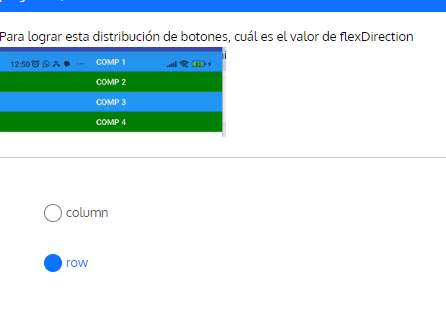 Para lograr esta distribución de botones, cuál es el valor de flexDirection
12:50 COMP 1
COMP 2
COMP 3
COMP 4
column
row